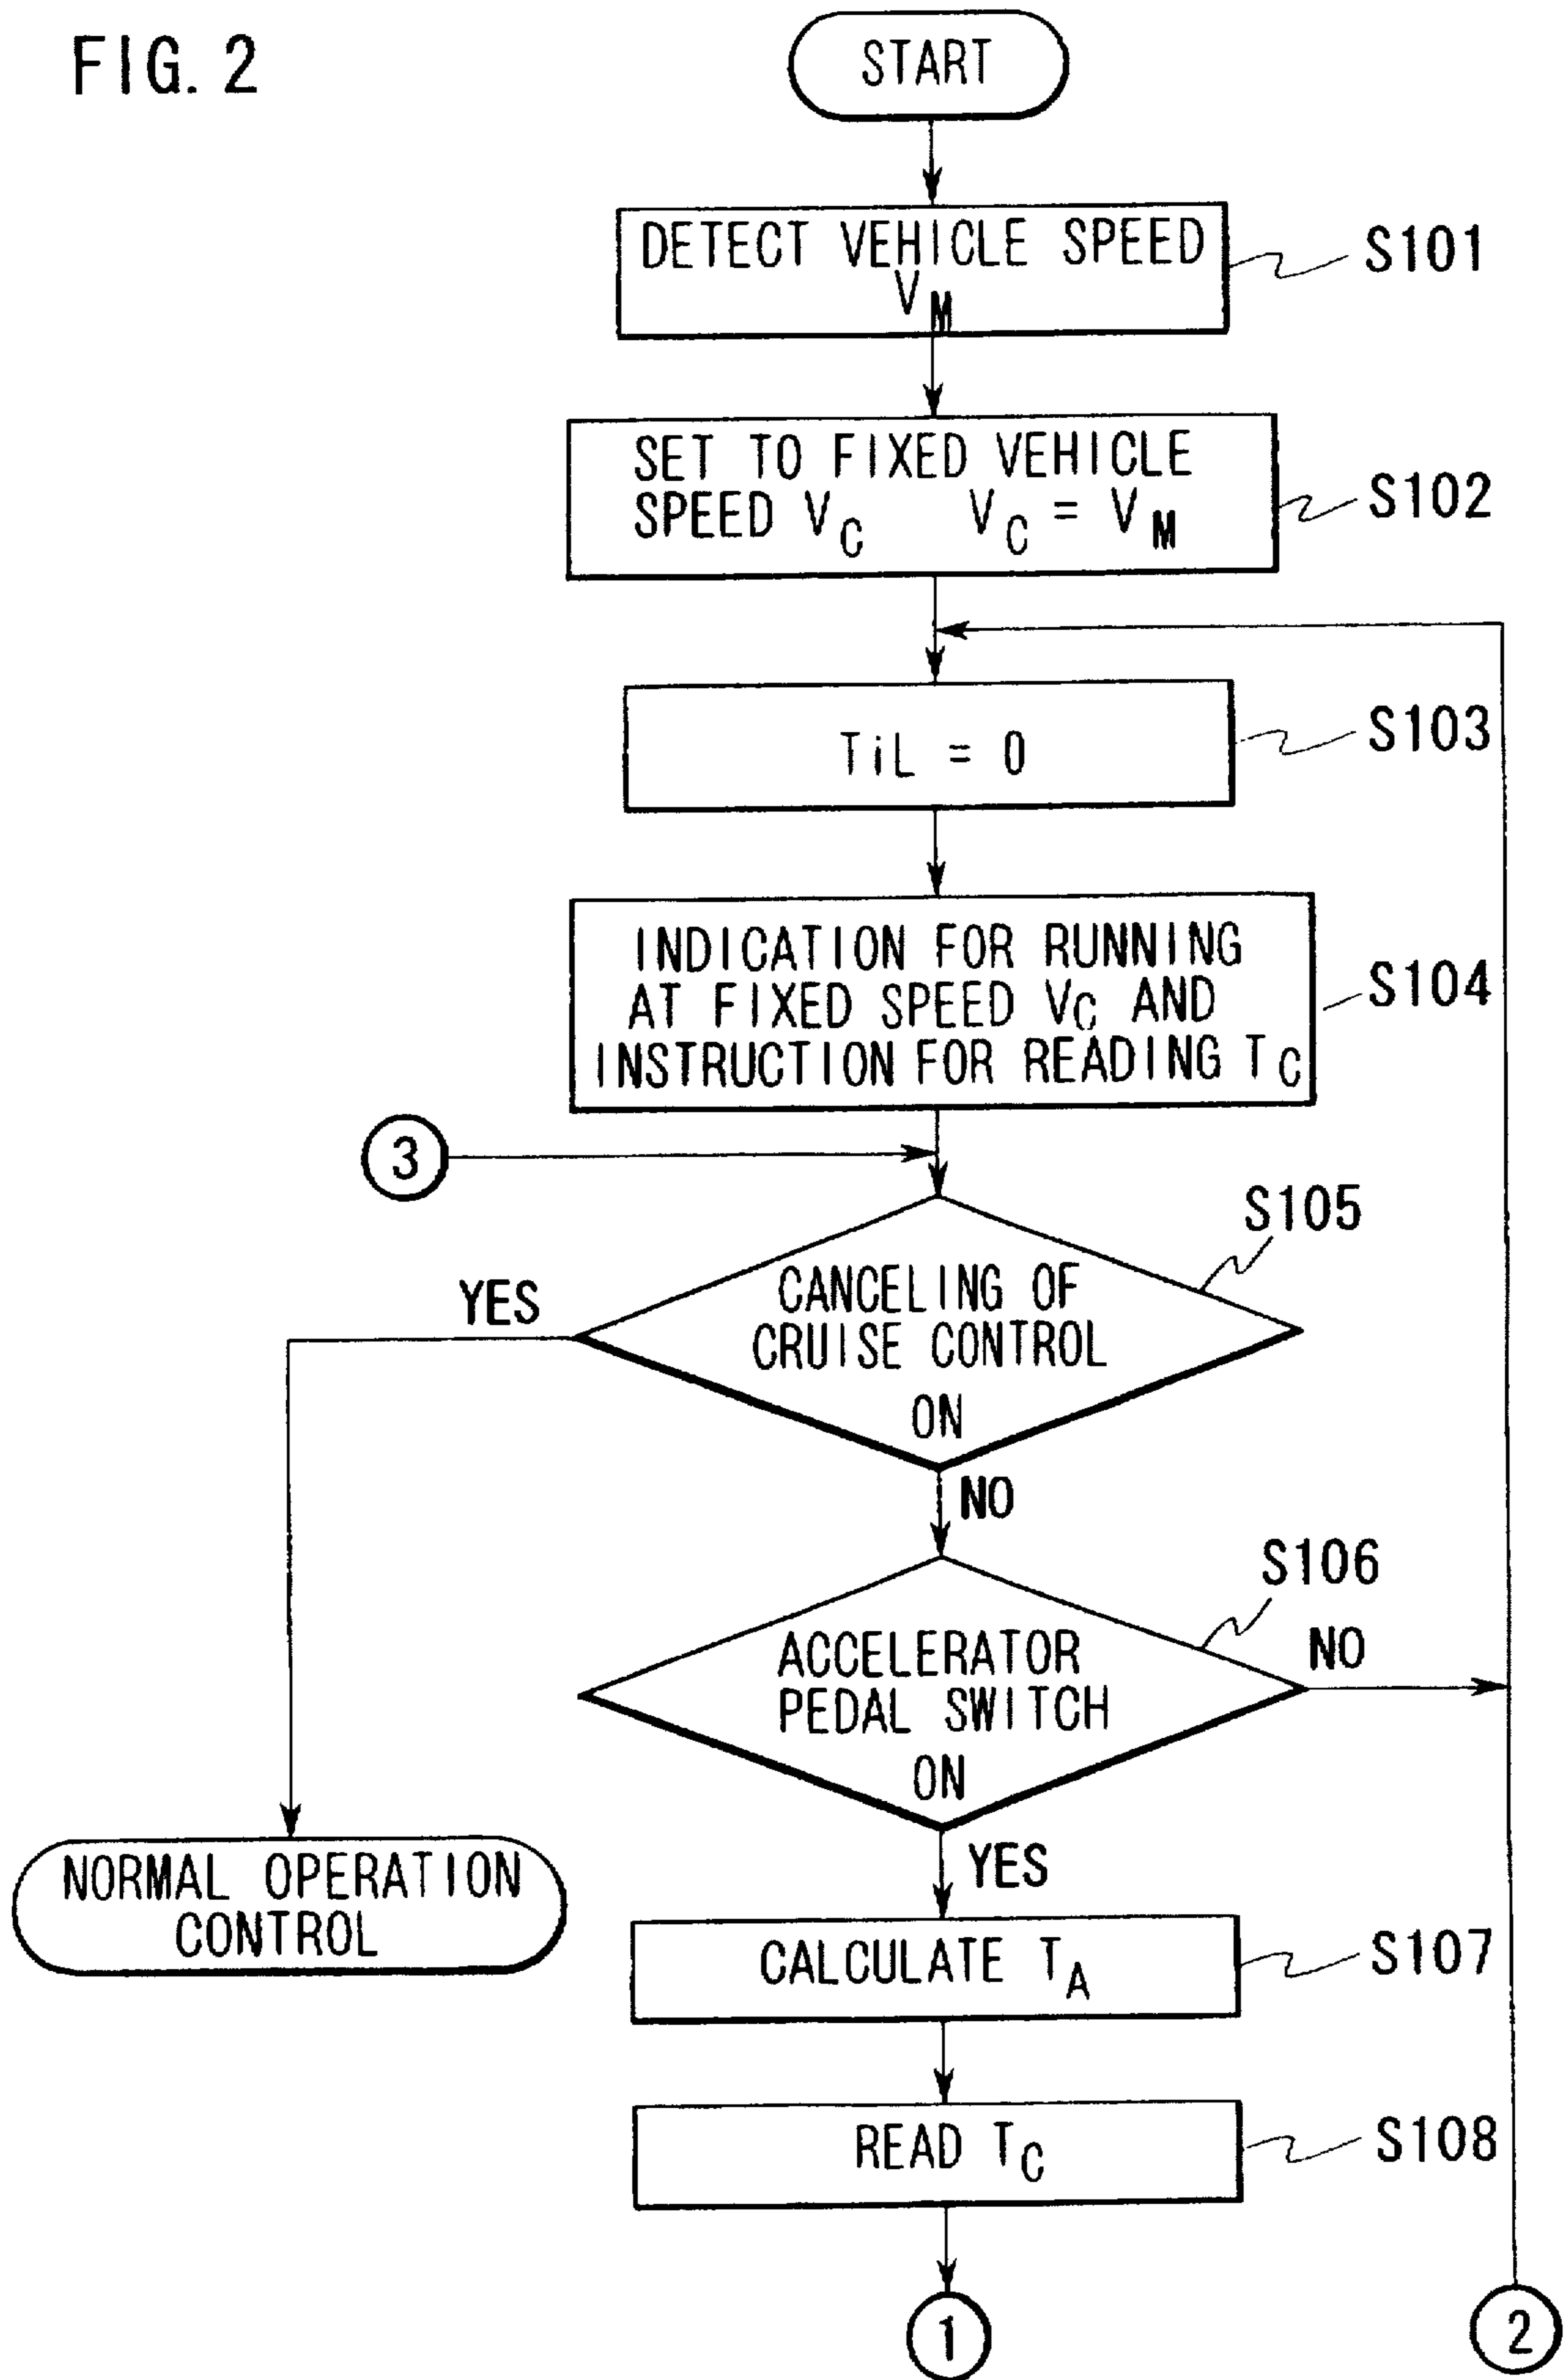 FIG. 2
START
DETECT VEHICLE SPEED
VM
S101
SET TO FIXED VEHICLE
SPEED VC VC = VM
S102
TiL = 0
S103
INDICATION FOR RUNNING
AT FIXED SPEED VC AND
INSTRUCTION FOR READING TC
S104
3
S105
CANCELING OF
CRUISE CONTROL
ON
YES
NO
S106
ACCELERATOR
PEDAL SWITCH
ON
NO
YES
NORMAL OPERATION
CONTROL
CALCULATE TA
S107
READ TC
S108
1
2